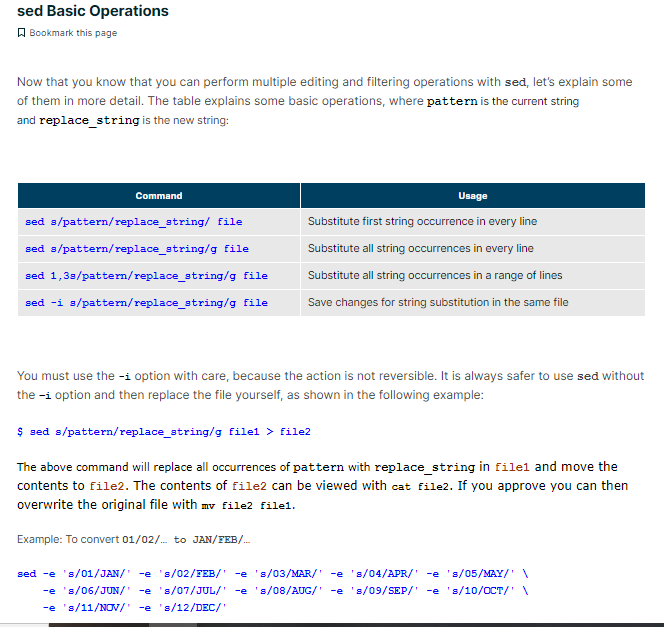 sed Basic Operations
Bookmark this page
Now that you know that you can perform multiple editing and filtering operations with sed, let's explain some
of them in more detail. The table explains some basic operations, where pattern is the current string
and replace_string is the new string:
Command Usage
sed s/pattern/replace_string/ file Substitute first string occurrence in every line
sed s/pattern/replace_string/g file Substitute all string occurrences in every line
sed 1,3s/pattern/replace_string/g file Substitute all string occurrences in a range of lines
sed -i s/pattern/replace_string/g file Save changes for string substitution in the same file
You must use the -i option with care, because the action is not reversible. It is always safer to use sed without
the -i option and then replace the file yourself, as shown in the following example:
$ sed s/pattern/replace_string/g file1 > file2
The above command will replace all occurrences of pattern with replace_string in file1 and move the
contents to file2. The contents of file2 can be viewed with cat file2. If you approve you can then
overwrite the original file with mv file2 file1.
Example: To convert 01/02/… to JAN/FEB/…
sed -e 's/01/JAN/' -e 's/02/FEB/' -e 's/03/MAR/' -e 's/04/APR/' -e 's/05/MAY/' \
-e 's/06/JUN/' -e 's/07/JUL/' -e 's/08/AUG/' -e 's/09/SEP/' -e 's/10/OCT/' \
-e 's/11/NOV/' -e 's/12/DEC/'